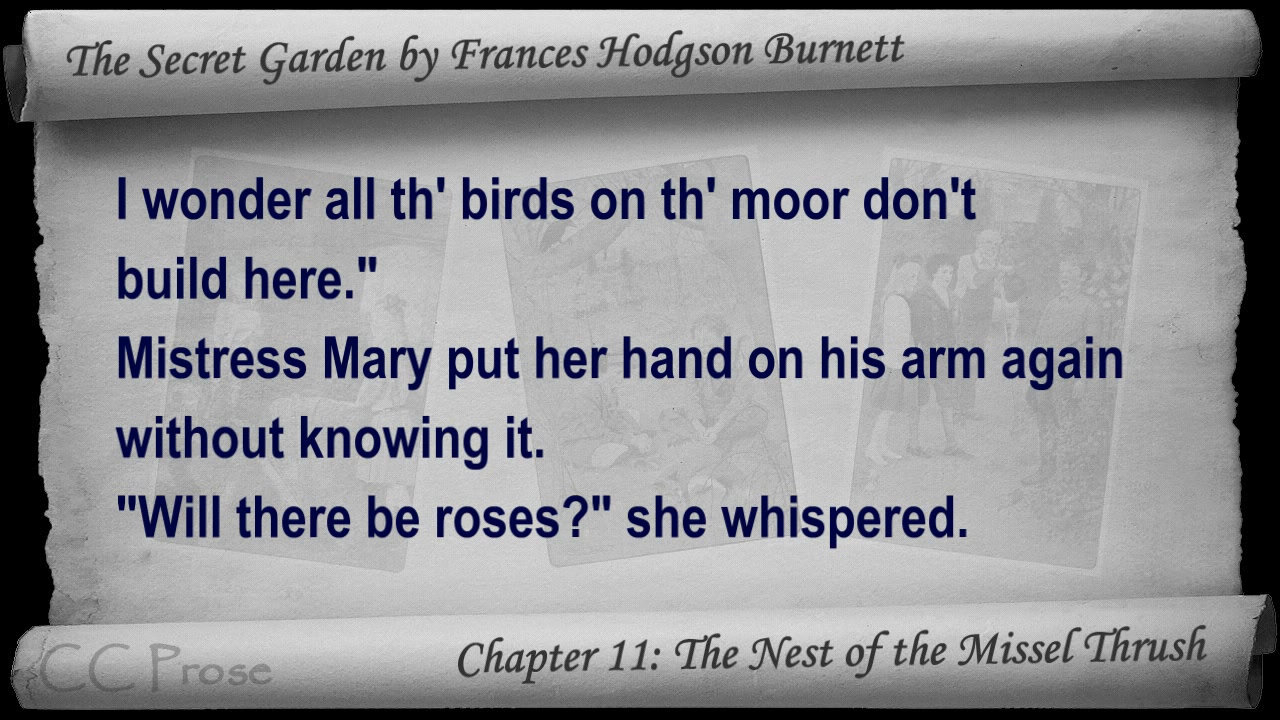 The Secret Garden by Frances Hodgson Burnett
I wonder all th' birds on th' moor don't
build here."
Mistress Mary put her hand on his arm again
without knowing it.
"Will there be roses?" she whispered.
Chapter 11: The Nest of the Missel Thrush
CC Prose